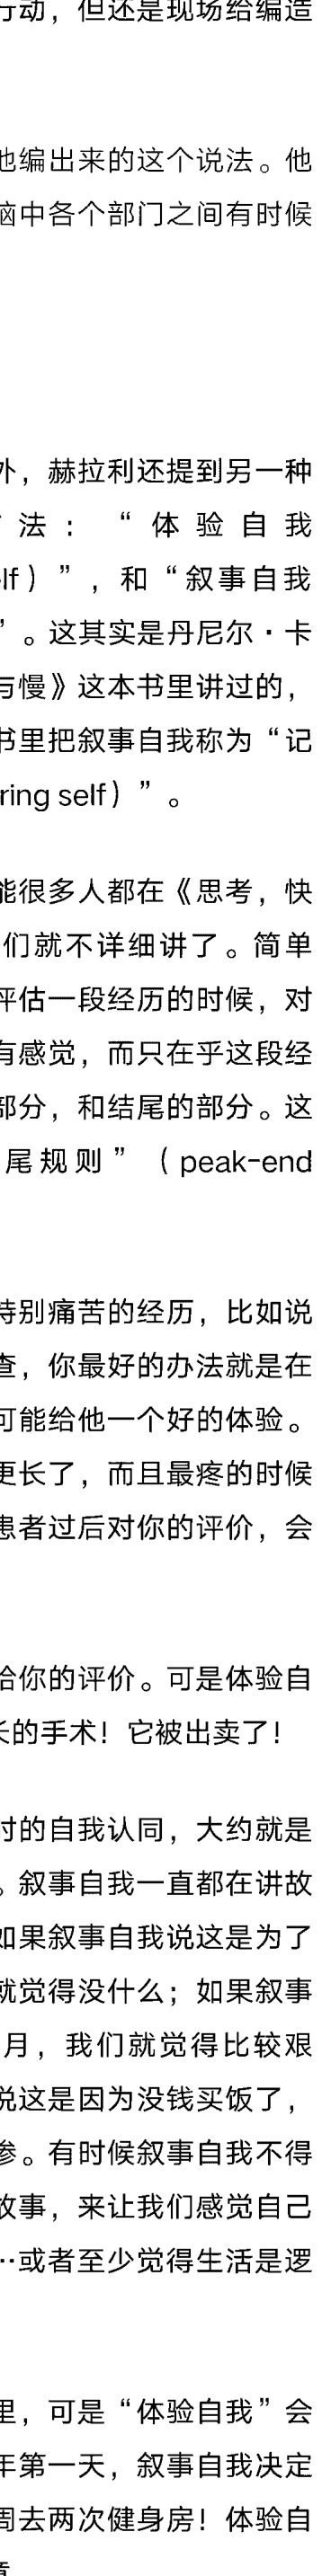 行动，但还是现场给编造
他编出来的这个说法。他
脑中各个部门之间有时候
外，赫拉利还提到另一种
法：“体验自我
elf）”，和“叙事自我
”。这其实是丹尼尔·卡
与慢》这本书里讲过的，
书里把叙事自我称为“记
ring self）”。
能很多人都在《思考，快
们就不详细讲了。简单
评估一段经历的时候，对
有感觉，而只在乎这段经
部分，和结尾的部分。这
尾规则”（peak-end
特别痛苦的经历，比如说
查，你最好的办法就是在
可能给他一个好的体验。
更长了，而且最疼的时候
患者过后对你的评价，会
给你的评价。可是体验自
长的手术！它被出卖了！
时的自我认同，大约就是
。叙事自我一直都在讲故
如果叙事自我说这是为了
就觉得没什么；如果叙事
月，我们就觉得比较艰
说这是因为没钱买饭了，
惨。有时候叙事自我不得
故事，来让我们感觉自己
…或者至少觉得生活是逻
里，可是“体验自我”会
年第一天，叙事自我决定
周去两次健身房！体验自